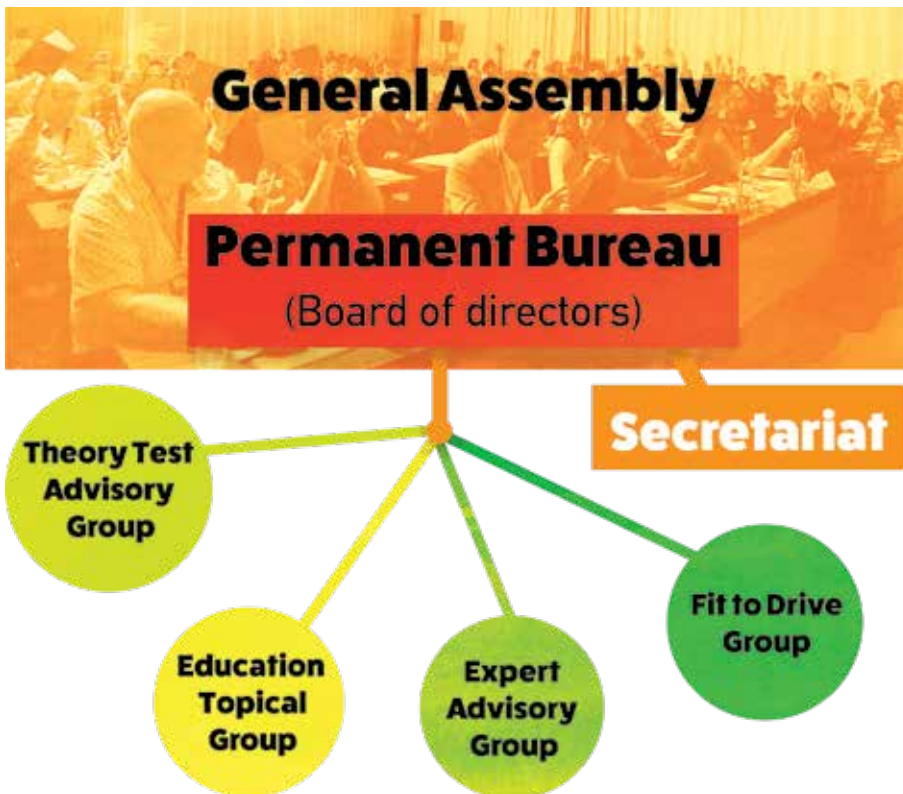 General Assembly
Permanent Bureau
(Board of directors)
Secretariat
Theory Test
Advisory
Group
Education
Topical
Group
Expert
Advisory
Group
Fit to Drive
Group